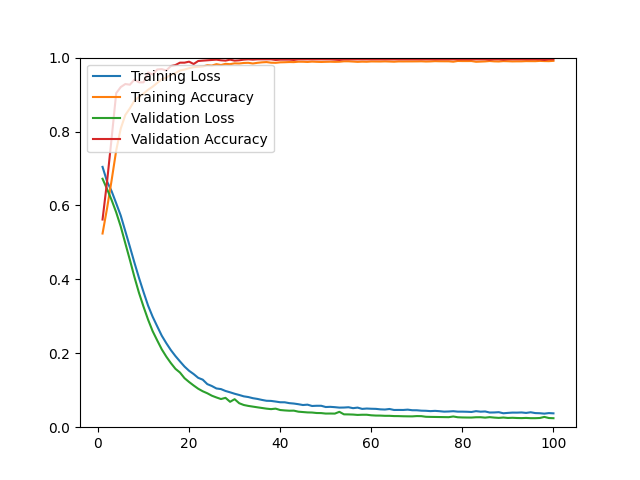 1.0
0.8
0.6
0.4
0.2
0.0
Training Loss
Training Accuracy
Validation Loss
Validation Accuracy
0 20 40 60 80 100